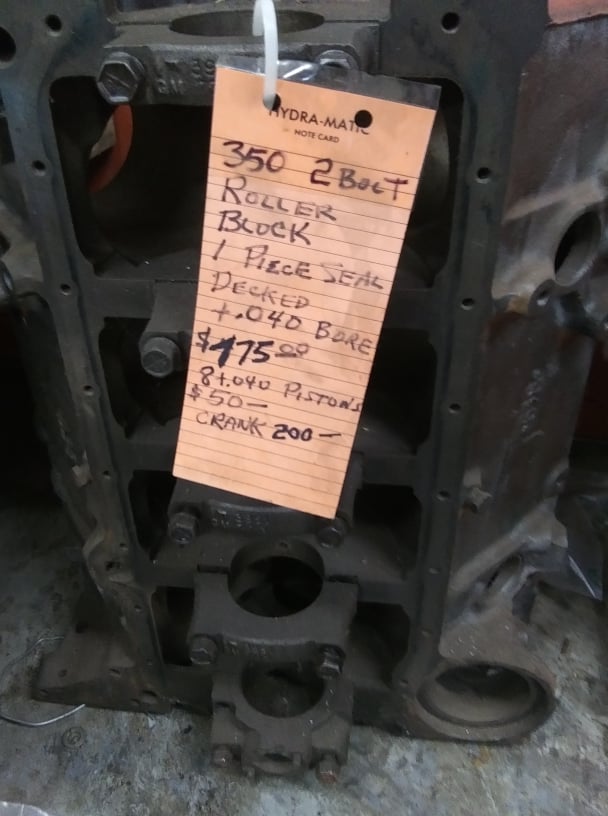 HYDRA-MATIC
NOTE CARD
350 2 BOLT
ROLLER
BLOCK
1 PIECE SEAL
DECKED
+.040 BORE
$175.00
8+.040 PISTONS
$50—
CRANK 200—